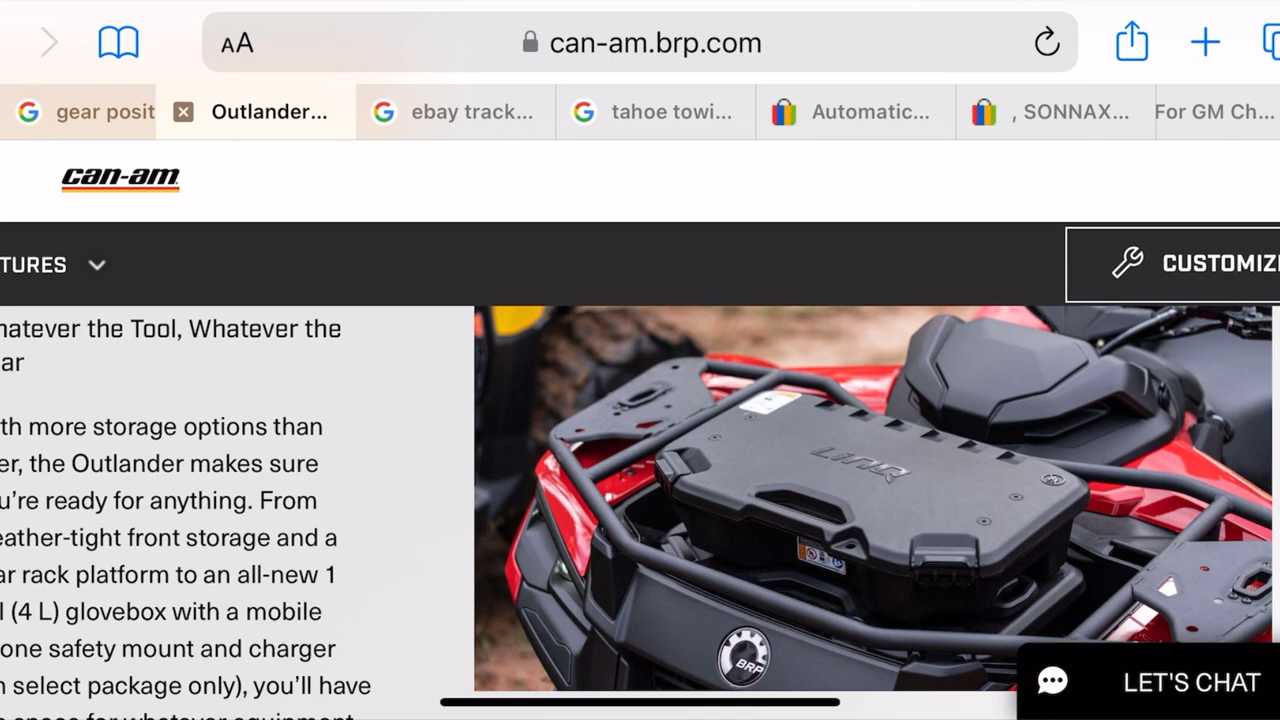 AA can-am.brp.com
gear posit Outlander... ebay track... tahoe towi... Automatic... , SONNAX... For GM Ch...
can-am
TURES CUSTOMIZE
hatever the Tool, Whatever the
ar
th more storage options than
er, the Outlander makes sure
u’re ready for anything. From
eather-tight front storage and a
ar rack platform to an all-new 1
l (4 L) glovebox with a mobile
one safety mount and charger
n select package only), you’ll have
LinQ
BRP
LET'S CHAT